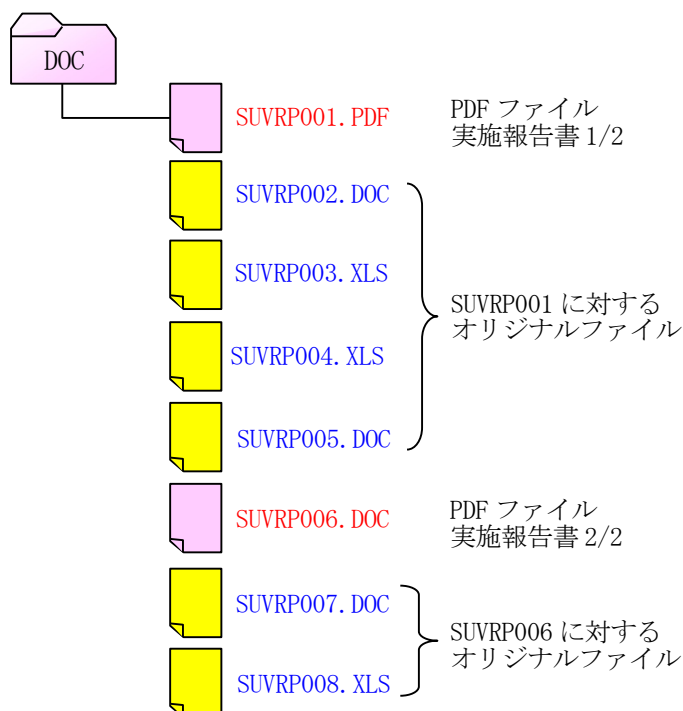 DOC
SUVRP001.PDF
PDF ファイル
実施報告書 1/2
SUVRP002.DOC
SUVRP003.XLS
SUVRP001 に対する
オリジナルファイル
SUVRP004.XLS
SUVRP005.DOC
SUVRP006.DOC
PDF ファイル
実施報告書 2/2
SUVRP007.DOC
SUVRP006 に対する
オリジナルファイル
SUVRP008.XLS